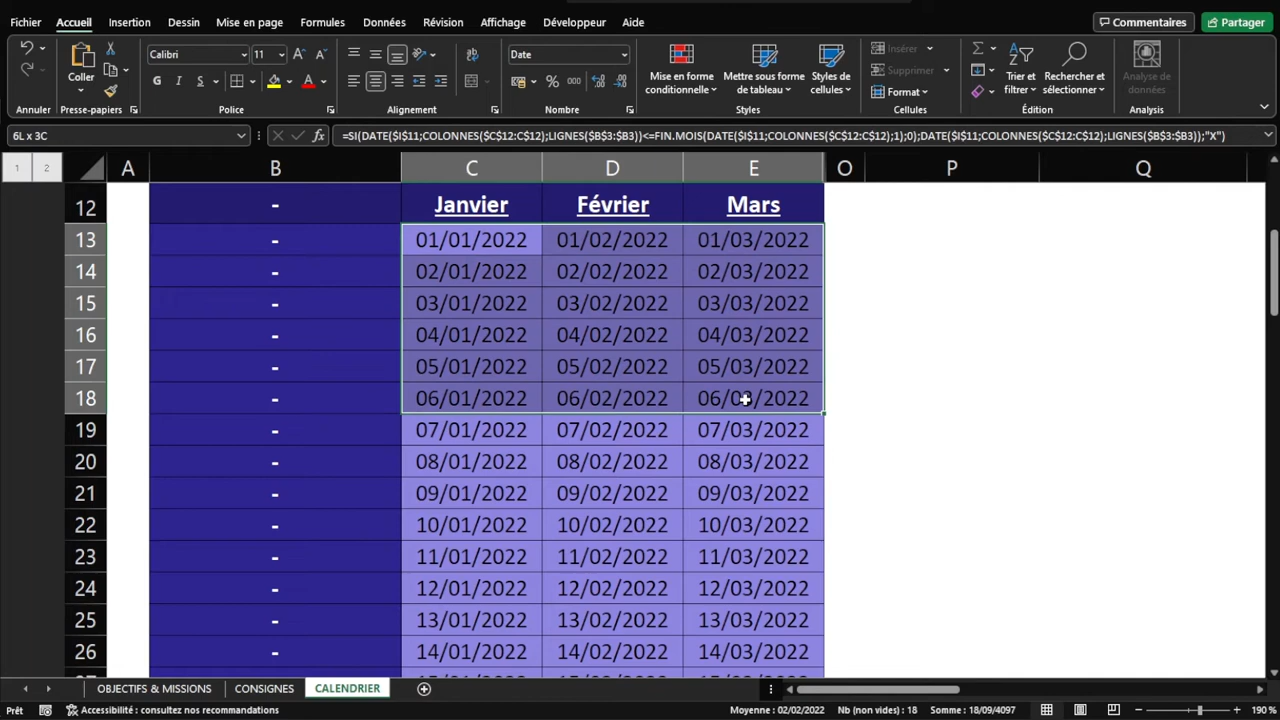 Fichier Accueil Insertion Dessin Mise en page Formules Données Révision Affichage Développeur Aide Commentaires Partager
Coller
Calibri 11
G I S
Date
% 000
Mise en forme conditionnelle
Mettre sous forme de tableau
Styles de cellules
Insérer
Supprimer
Format
Trier et filtrer
Rechercher et sélectionner
Analyse de données
Annuler Presse-papiers Police Alignement Nombre Styles Cellules Édition Analyse
6L x 3C fx =SI(DATE($I$11;COLONNES($C$12:C$12);LIGNES($B$3:$B3))<=FIN.MOIS(DATE($I$11;COLONNES($C$12:C$12);1);0);DATE($I$11;COLONNES($C$12:C$12);LIGNES($B$3:$B3));"X")
1 2 A B C D E O P Q
12 - Janvier Février Mars
13 - 01/01/2022 01/02/2022 01/03/2022
14 - 02/01/2022 02/02/2022 02/03/2022
15 - 03/01/2022 03/02/2022 03/03/2022
16 - 04/01/2022 04/02/2022 04/03/2022
17 - 05/01/2022 05/02/2022 05/03/2022
18 - 06/01/2022 06/02/2022 06/03/2022
19 - 07/01/2022 07/02/2022 07/03/2022
20 - 08/01/2022 08/02/2022 08/03/2022
21 - 09/01/2022 09/02/2022 09/03/2022
22 - 10/01/2022 10/02/2022 10/03/2022
23 - 11/01/2022 11/02/2022 11/03/2022
24 - 12/01/2022 12/02/2022 12/03/2022
25 - 13/01/2022 13/02/2022 13/03/2022
26 - 14/01/2022 14/02/2022 14/03/2022
OBJECTIFS & MISSIONS CONSIGNES CALENDRIER
Prêt Accessibilité : consultez nos recommandations Moyenne : 02/02/2022 Nb (non vides) : 18 Somme : 18/09/4097 190 %